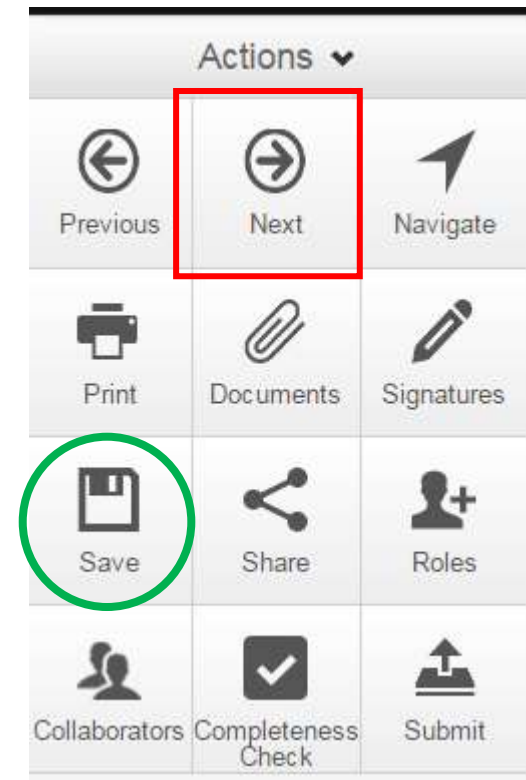 Actions
Previous
Next
Navigate
Print
Documents
Signatures
Save
Share
Roles
Collaborators
Completeness
Check
Submit